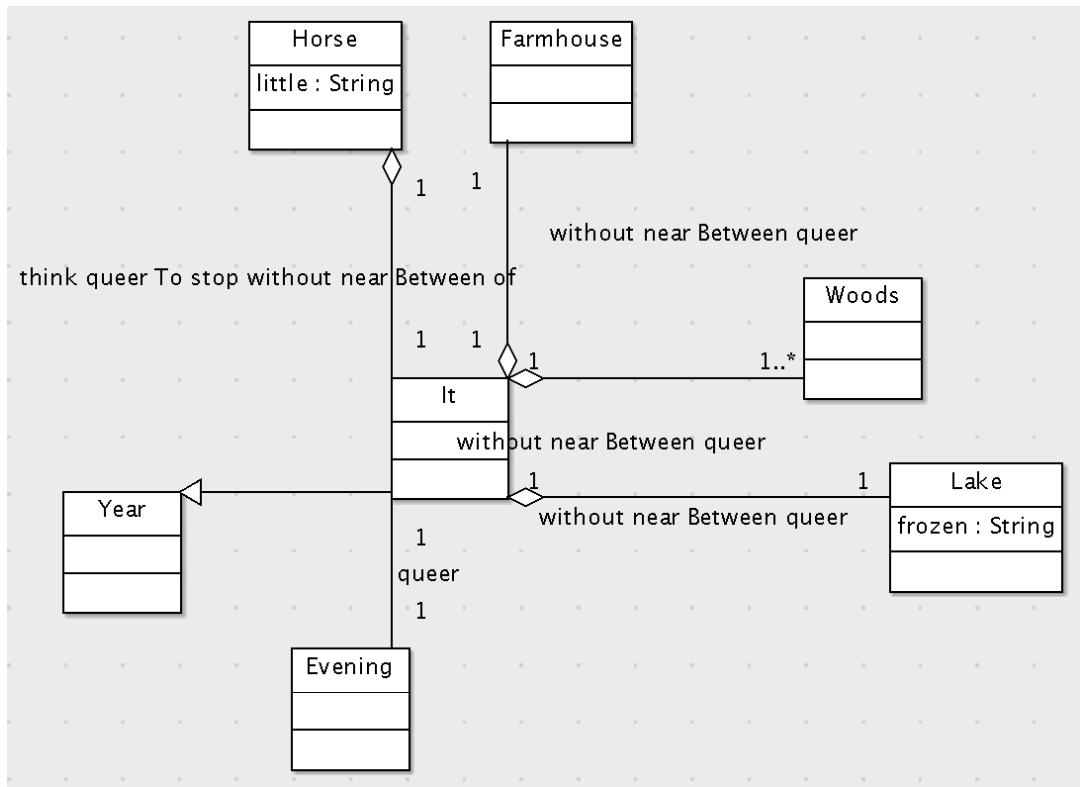 Horse
little : String
Farmhouse
1
1
without near Between queer
think queer To stop without near Between of
Woods
1
1
1
1..*
It
without near Between queer
1
1
Lake
without near Between queer
frozen : String
Year
1
queer
1
Evening